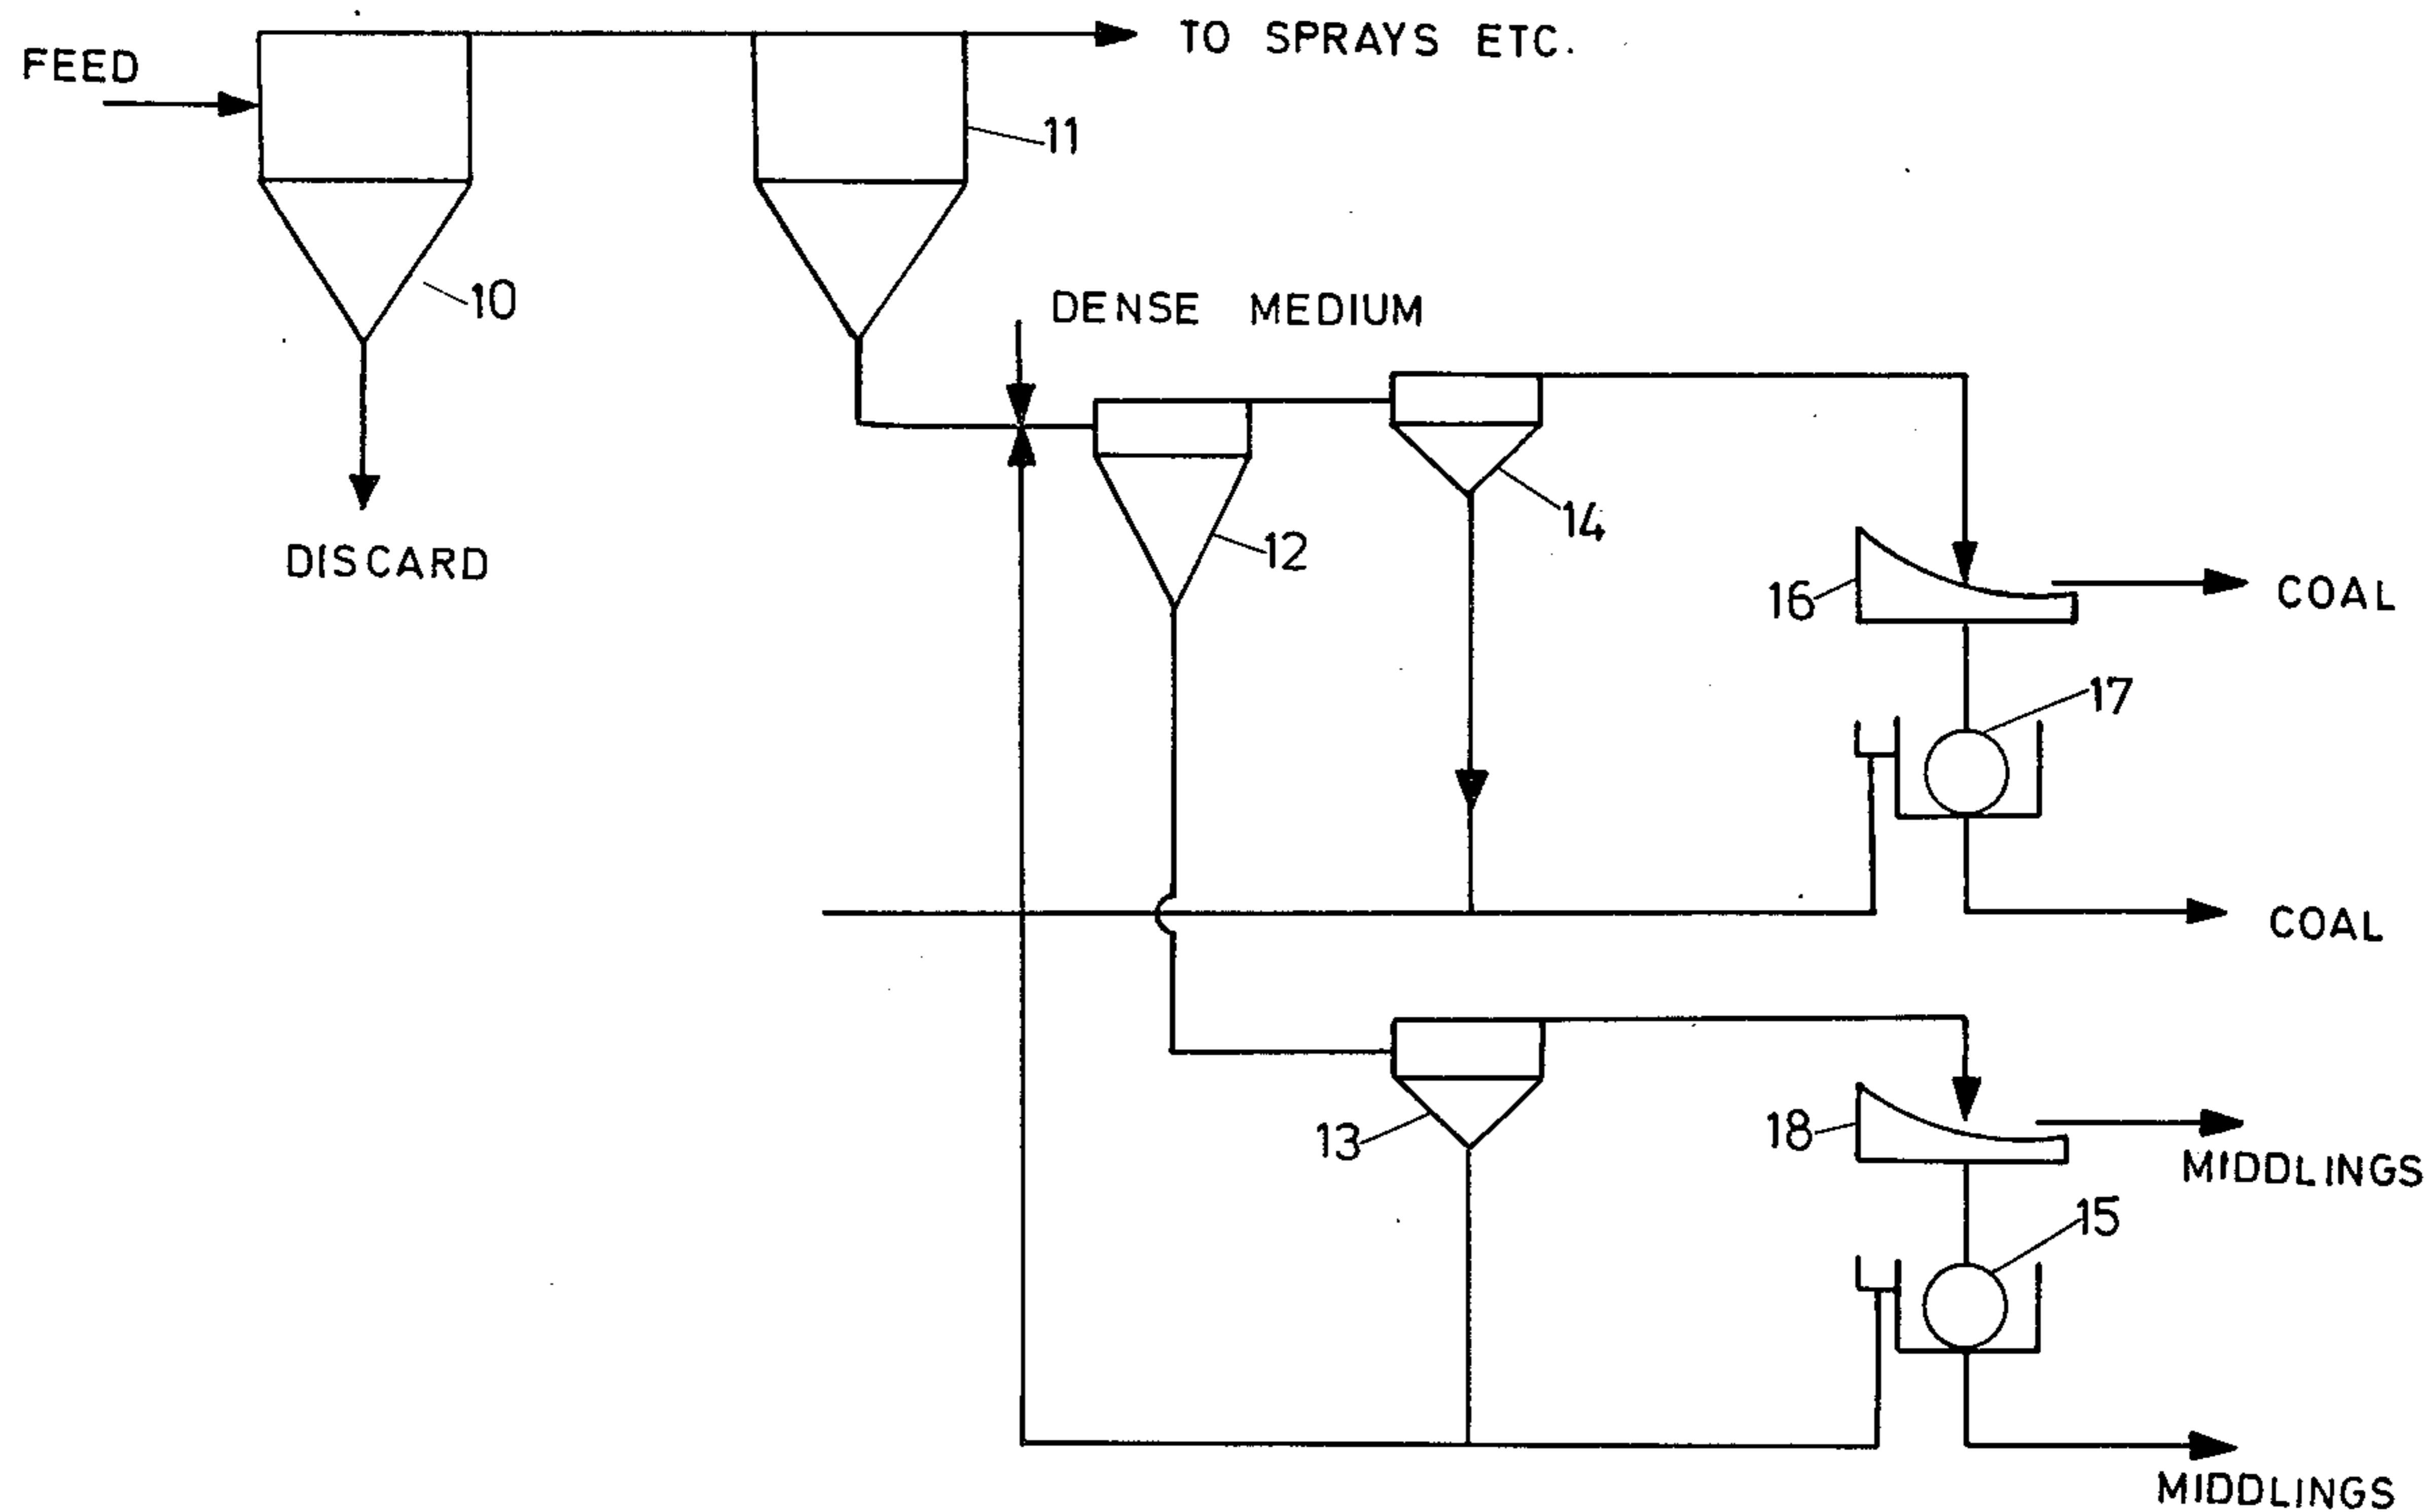 TO SPRAYS ETC.
FEED
11
10
DENSE MEDIUM
14
12
DISCARD
16
COAL
17
COAL
13
18
MIDDLINGS
15
MIDDLINGS